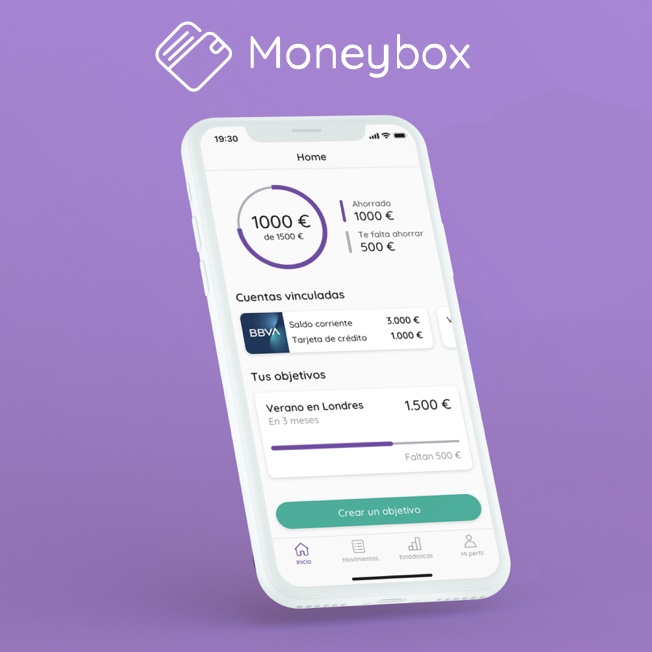 Moneybox
19:30
Home
1000 €
de 1500 €
Ahorrado
1000 €
Te falta ahorrar
500 €
Cuentas vinculadas
BBVA
Saldo corriente 3.000 €
Tarjeta de crédito 1.000 €
V
Tus objetivos
Verano en Londres 1.500 €
En 3 meses
Faltan 500 €
Crear un objetivo
Inicio Movimientos Estadísticas Mi perfil